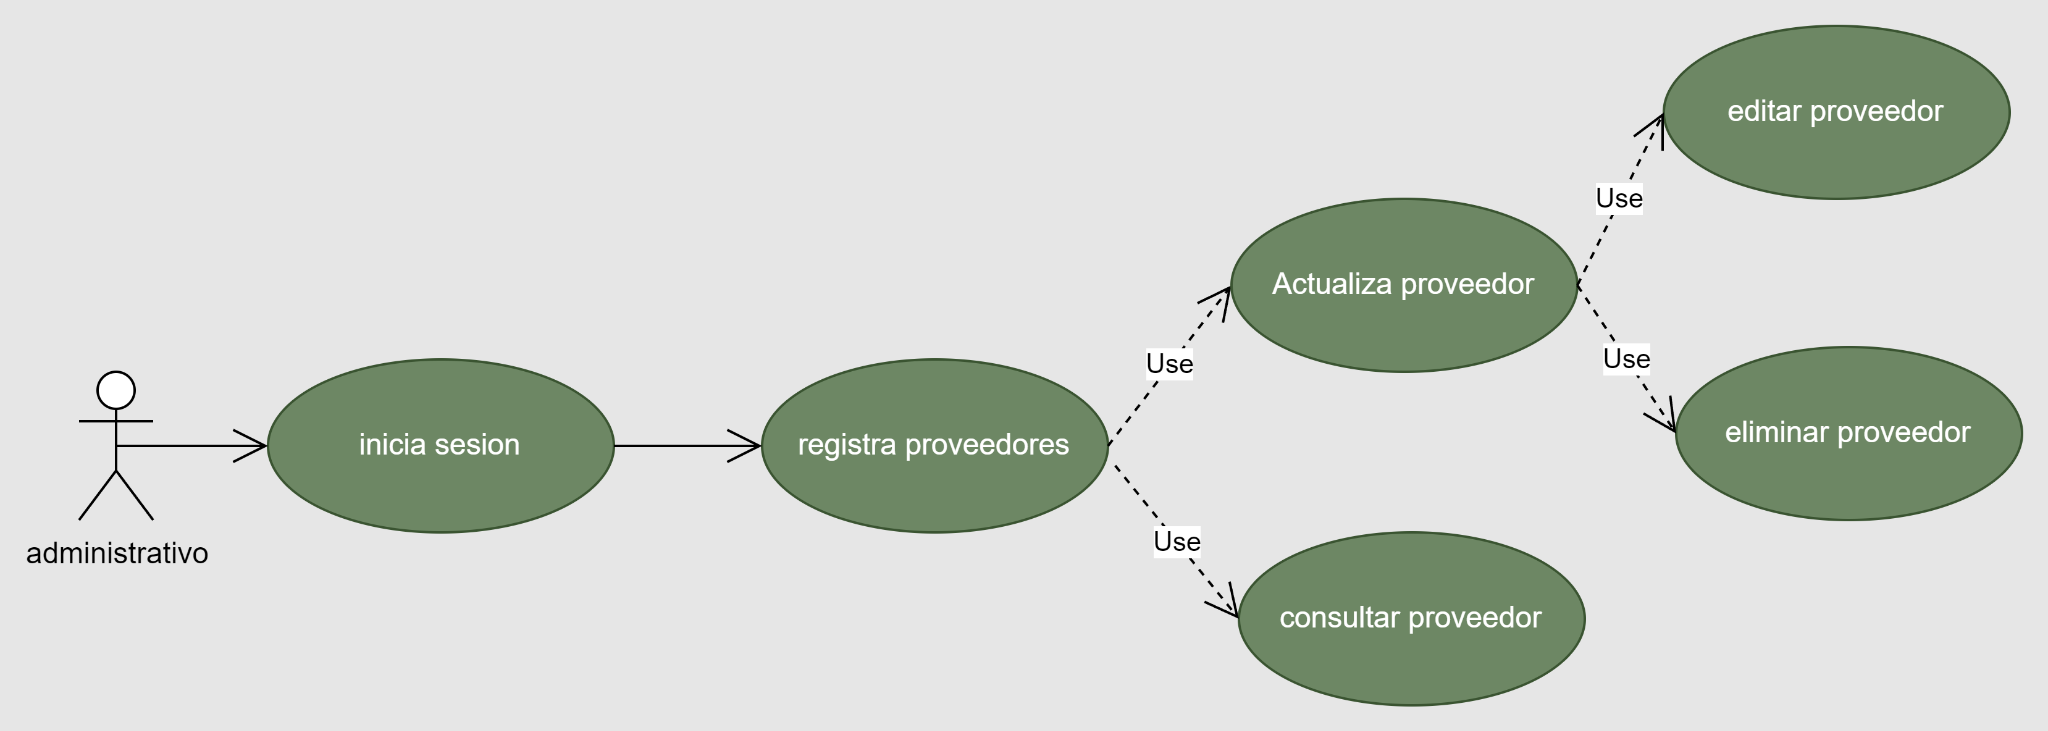 editar proveedor
Use
Actualiza proveedor
Use
Use
eliminar proveedor
inicia sesion
registra proveedores
administrativo
Use
consultar proveedor